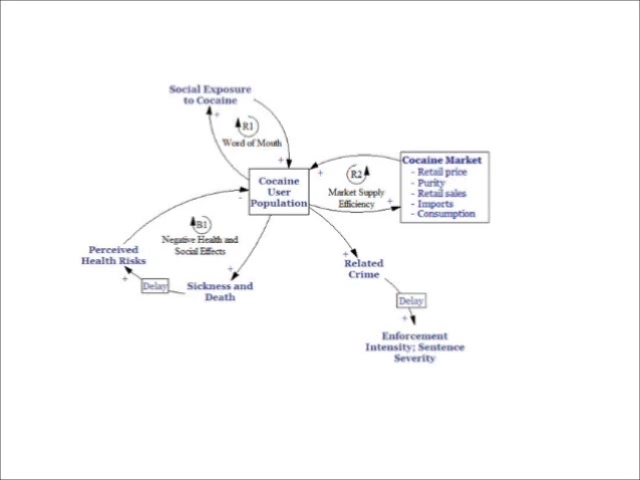 Social Exposure
to Cocaine
+
R1
Word of Mouth
+
Cocaine
User
Population
+
R2
Market Supply
Efficiency
+
Cocaine Market
- Retail price
- Purity
- Retail sales
- Imports
- Consumption
-
B1
Negative Health and
Social Effects
Perceived
Health Risks
+
Delay
Sickness and
Death
+
Related
Crime
+
Delay
+
Enforcement
Intensity; Sentence
Severity